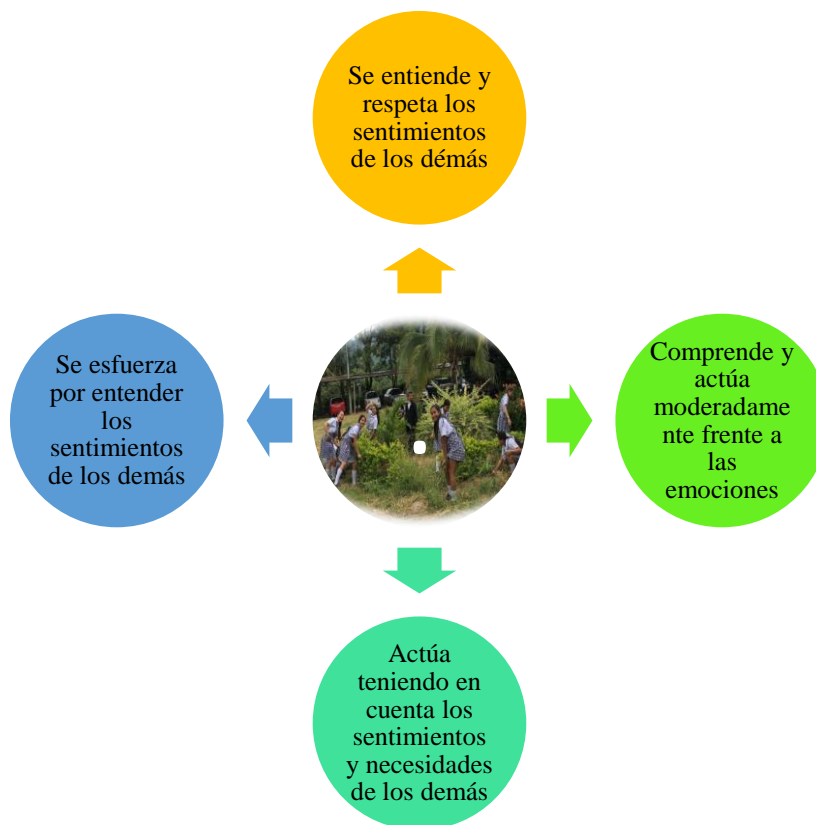 Se entiende y
respeta los
sentimientos
de los démás
Se esfuerza
por entender
los
sentimientos
de los demás
Comprende y
actúa
moderadame
nte frente a
las
emociones
Actúa
teniendo en
cuenta los
sentimientos
y necesidades
de los demás